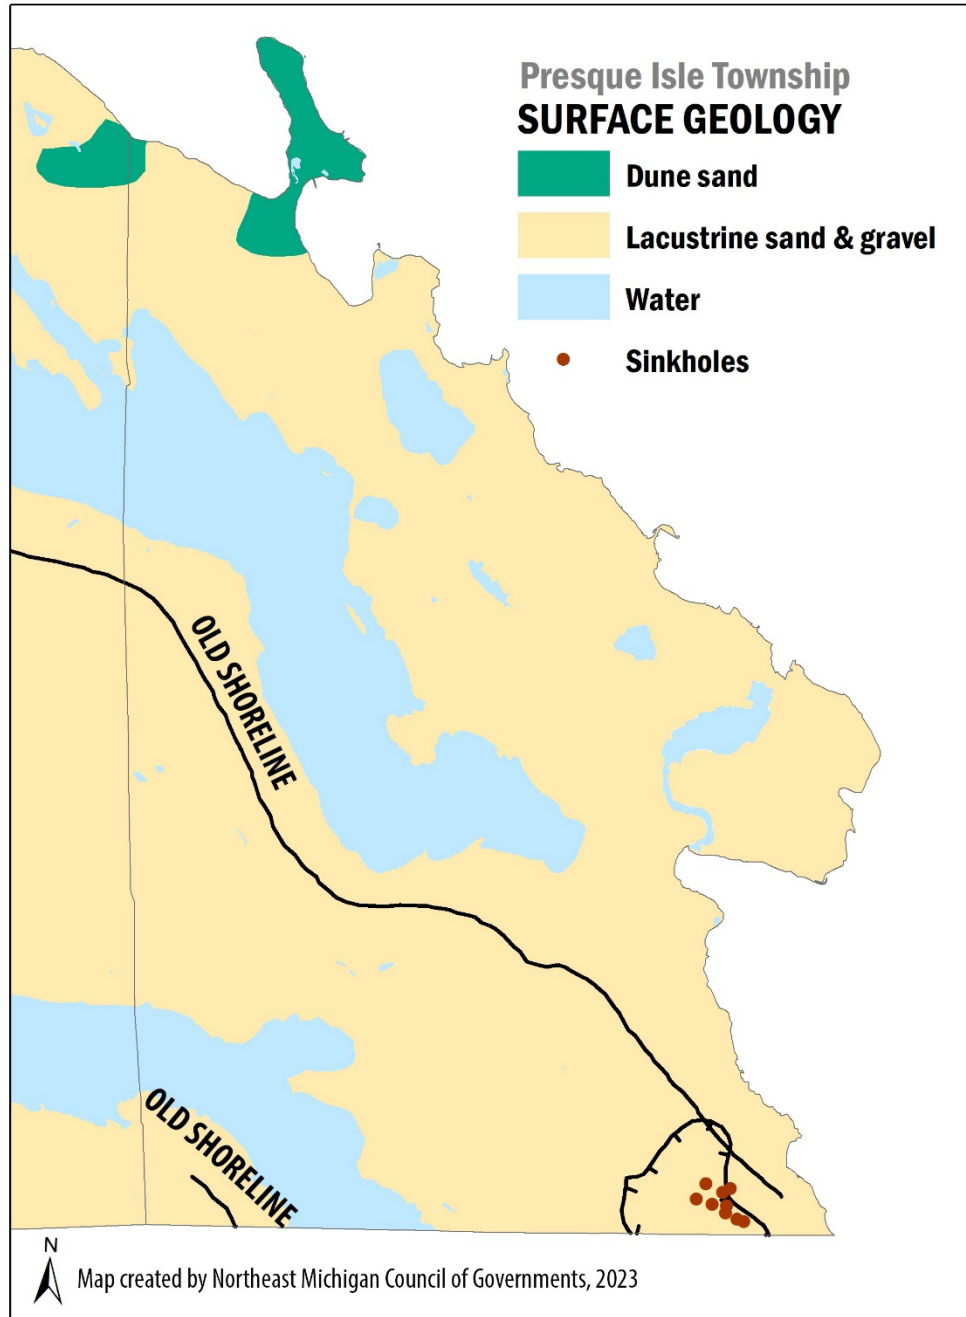 Presque Isle Township
SURFACE GEOLOGY
Dune sand
Lacustrine sand & gravel
Water
Sinkholes
OLD SHORELINE
OLD SHORELINE
N
Map created by Northeast Michigan Council of Governments, 2023